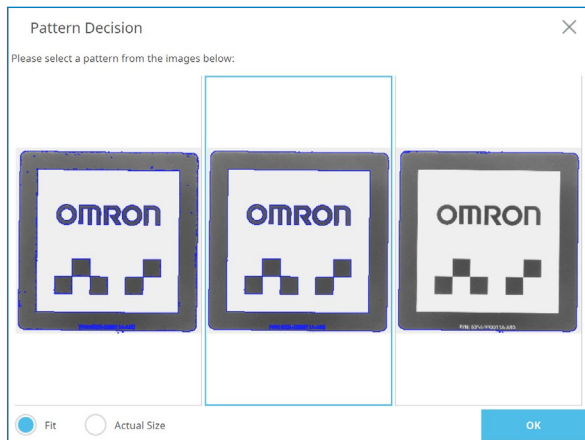 Pattern Decision
Please select a pattern from the images below:
OMRON
OMRON
OMRON
Fit
Actual Size
OK